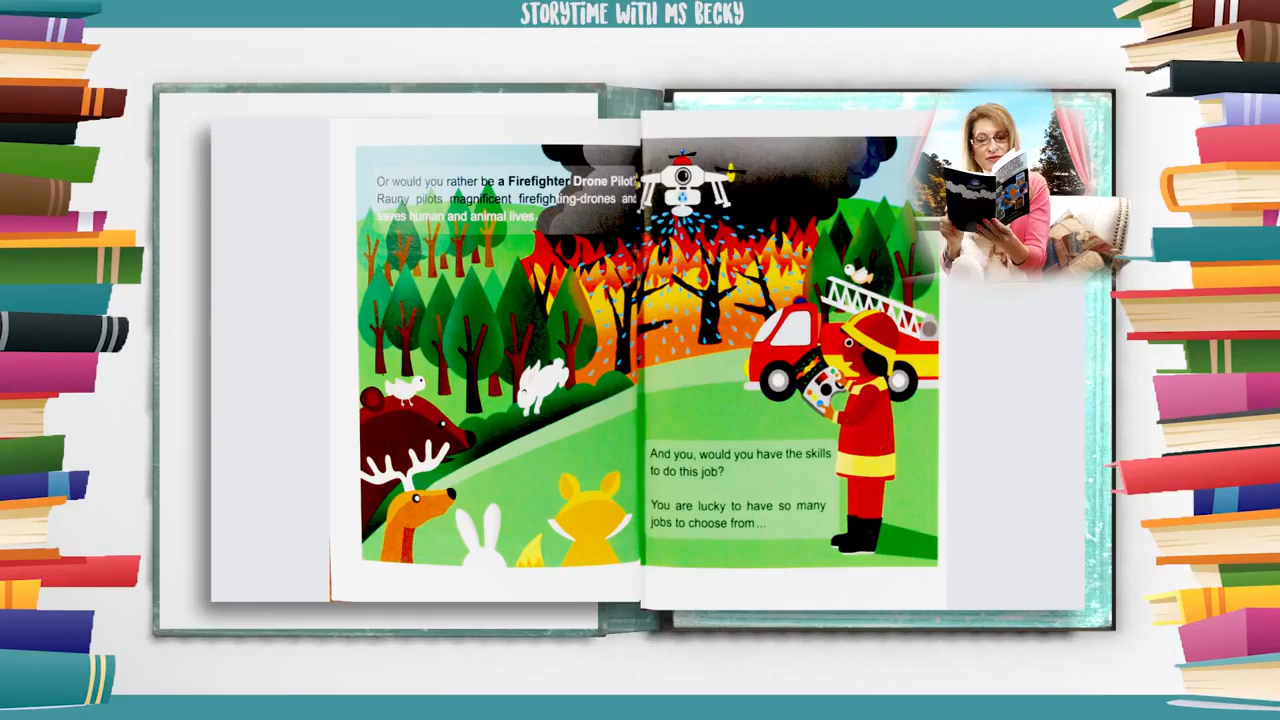 STORYTIME WITH MS BECKY
Or would you rather be a Firefighter Drone Pilot?
Rauny pilots magnificent firefighting-drones and
saves human and animal lives.
And you, would you have the skills
to do this job?
You are lucky to have so many
jobs to choose from...